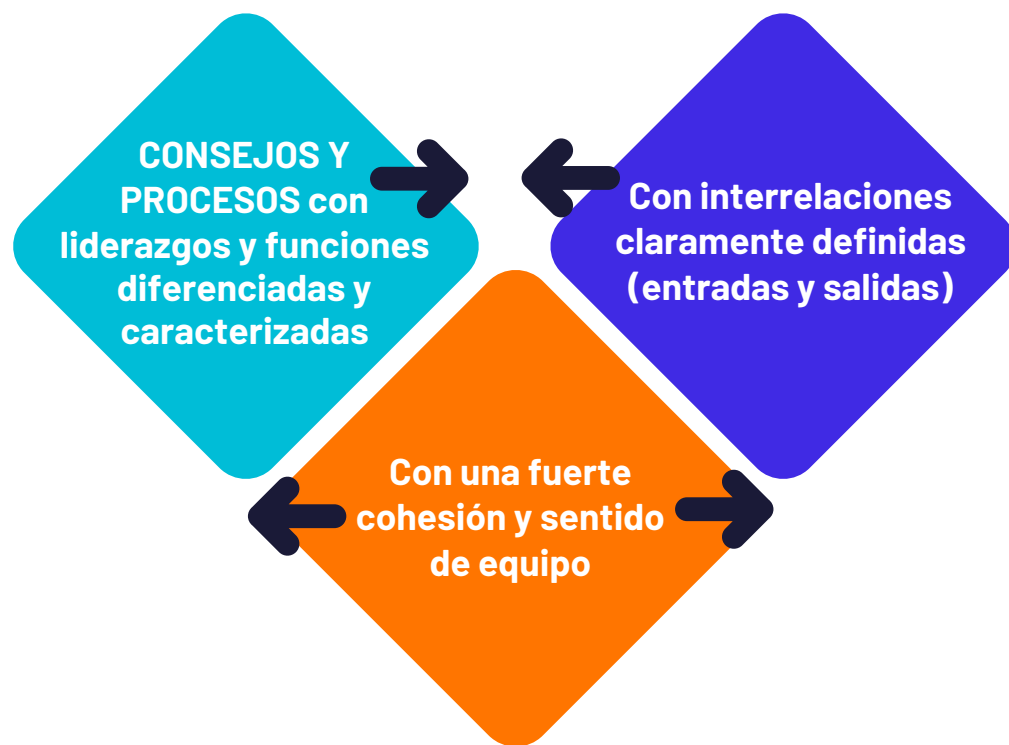 CONSEJOS Y
PROCESOS con
liderazgos y funciones
diferenciadas y
caracterizadas
Con interrelaciones
claramente definidas
(entradas y salidas)
Con una fuerte
cohesión y sentido
de equipo